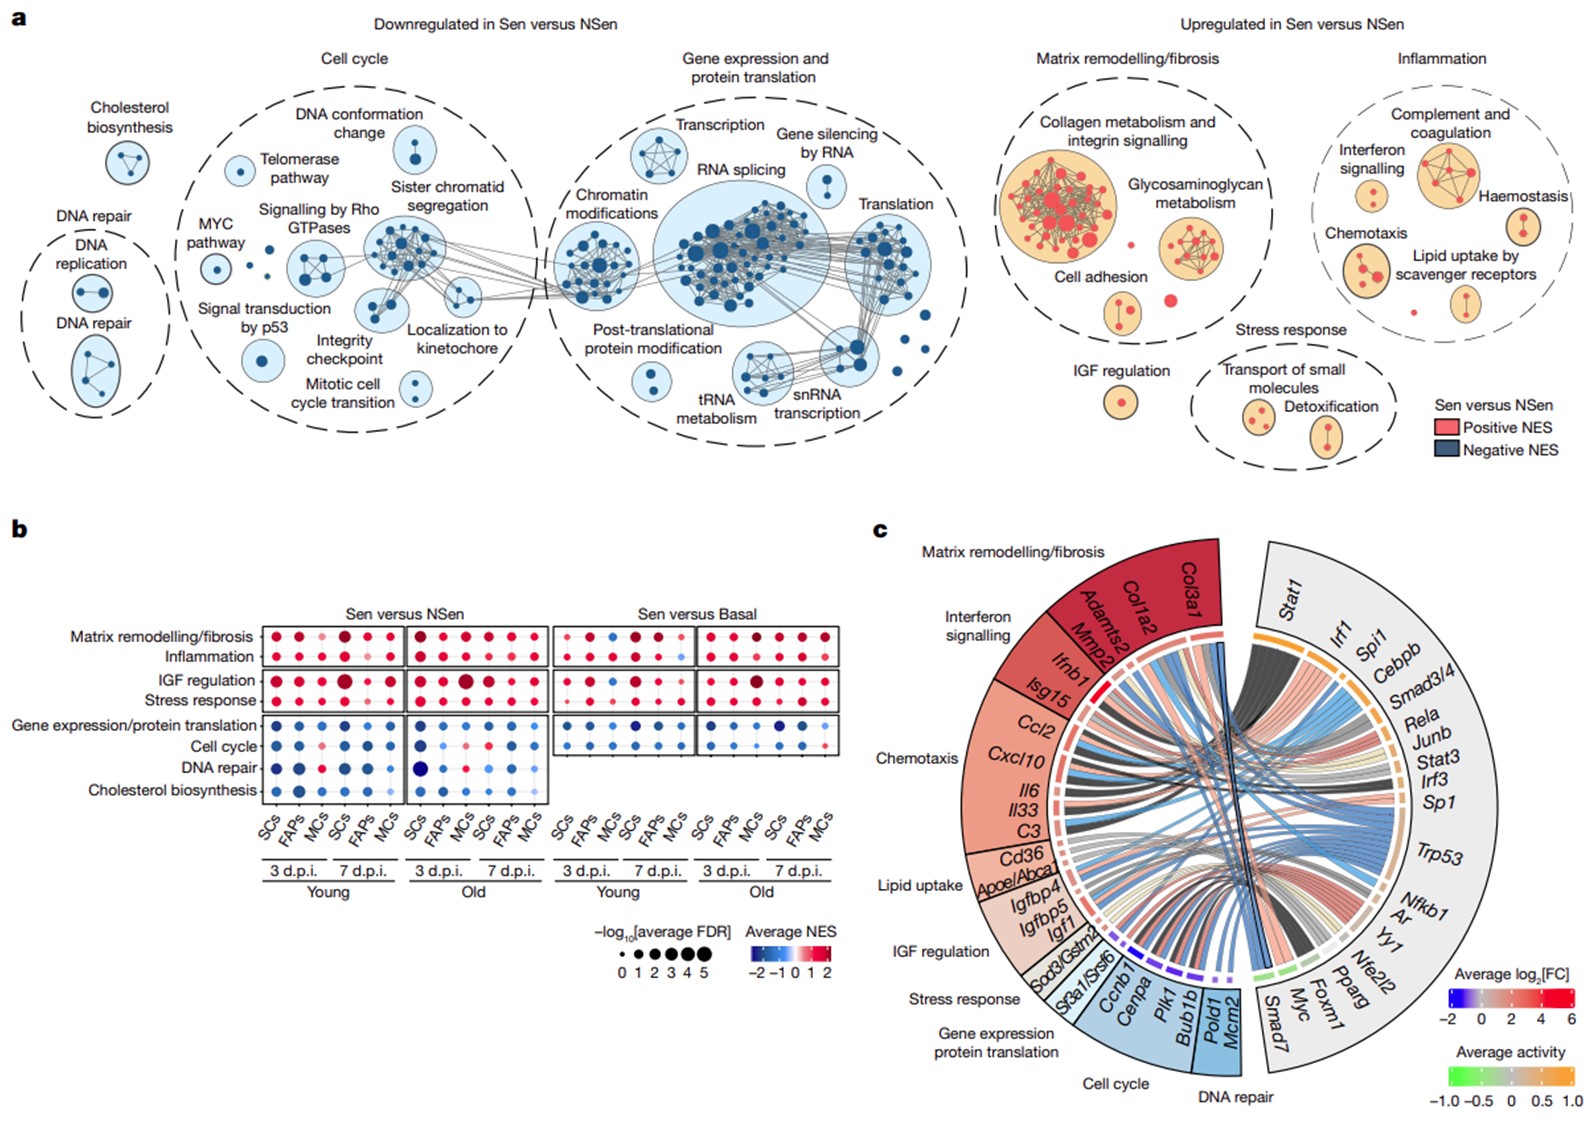 a
Downregulated in Sen versus NSen
Upregulated in Sen versus NSen
Cell cycle
Gene expression and
protein translation
Matrix remodelling/fibrosis
Inflammation
Cholesterol
biosynthesis
DNA conformation
change
Telomerase
pathway
Sister chromatid
segregation
Signalling by Rho
GTPases
MYC
pathway
DNA repair
DNA
replication
DNA repair
Signal transduction
by p53
Integrity
checkpoint
Localization to
kinetochore
Mitotic cell
cycle transition
Transcription
Gene silencing
by RNA
RNA splicing
Chromatin
modifications
Translation
Post-translational
protein modification
tRNA
metabolism
snRNA
transcription
Collagen metabolism and
integrin signalling
Glycosaminoglycan
metabolism
Cell adhesion
IGF regulation
Complement and
coagulation
Interferon
signalling
Haemostasis
Chemotaxis
Lipid uptake by
scavenger receptors
Stress response
Transport of small
molecules
Detoxification
Sen versus NSen
Positive NES
Negative NES
b
Sen versus NSen
Sen versus Basal
Matrix remodelling/fibrosis
Inflammation
IGF regulation
Stress response
Gene expression/protein translation
Cell cycle
DNA repair
Cholesterol biosynthesis
SCs FAPs MCs SCs FAPs MCs SCs FAPs MCs SCs FAPs MCs SCs FAPs MCs SCs FAPs MCs SCs FAPs MCs SCs FAPs MCs
3 d.p.i. 7 d.p.i. 3 d.p.i. 7 d.p.i. 3 d.p.i. 7 d.p.i. 3 d.p.i. 7 d.p.i.
Young Old Young Old
−log10[average FDR]
0 1 2 3 4 5
Average NES
−2 −1 0 1 2
c
Matrix remodelling/fibrosis
Interferon
signalling
Chemotaxis
Lipid uptake
IGF regulation
Stress response
Gene expression
protein translation
Cell cycle
DNA repair
Col3a1
Col1a2
Adamts2
Mmp2
Ifnb1
Isg15
Ccl2
Cxcl10
Il6
Il33
C3
Cd36
Apoe/Abca1
Igfbp4
Igfbp5
Igf1
Sod3/Gstm2
Sf3a1/Srsf6
Ccnb1
Cenpa
Plk1
Bub1b
Pold1
Mcm2
Stat1
Irf1
Spi1
Cebpb
Smad3/4
Rela
Junb
Stat3
Irf3
Sp1
Trp53
Nfkb1
Ar
Yy1
Nfe2l2
Pparg
Foxm1
Myc
Smad7
Average log2[FC]
−2 0 2 4 6
Average activity
−1.0 −0.5 0 0.5 1.0